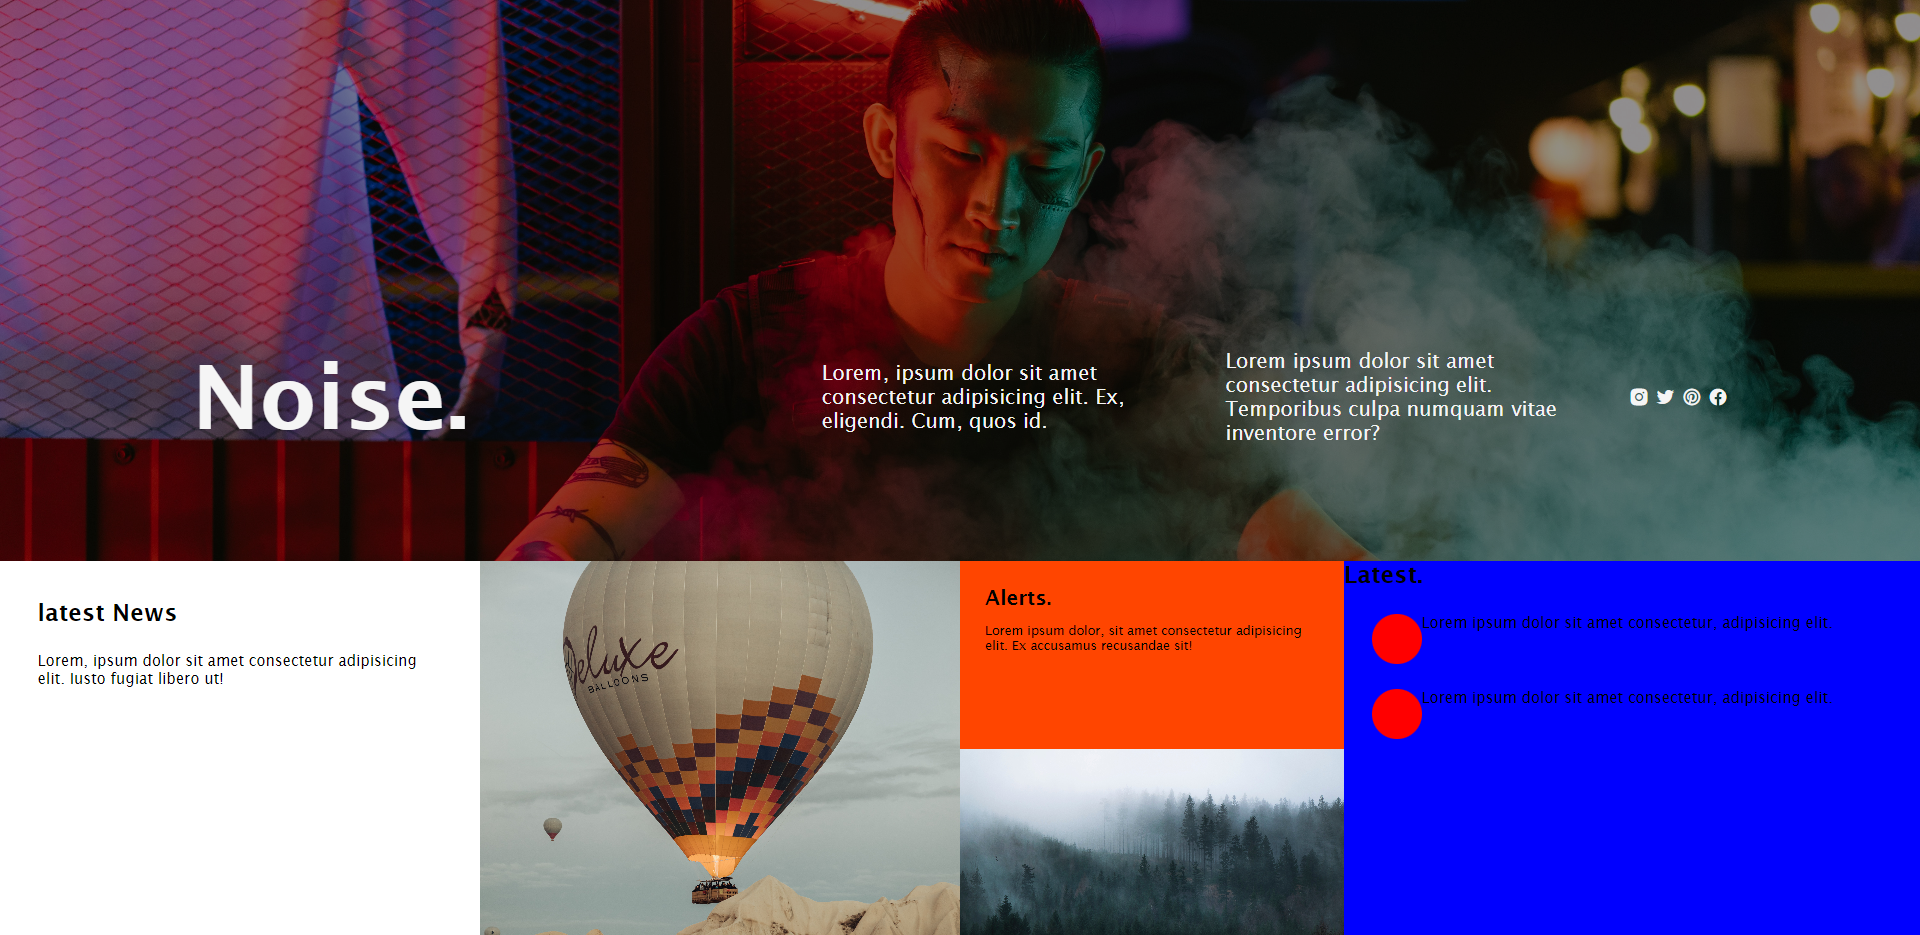 Noise.
Lorem, ipsum dolor sit amet
consectetur adipisicing elit. Ex,
eligendi. Cum, quos id.
Lorem ipsum dolor sit amet
consectetur adipisicing elit.
Temporibus culpa numquam vitae
inventore error?
latest News
Lorem, ipsum dolor sit amet consectetur adipisicing
elit. Iusto fugiat libero ut!
Deluxe
BALLOONS
Alerts.
Lorem ipsum dolor, sit amet consectetur adipisicing
elit. Ex accusamus recusandae sit!
Latest.
Lorem ipsum dolor sit amet consectetur, adipisicing elit.
Lorem ipsum dolor sit amet consectetur, adipisicing elit.